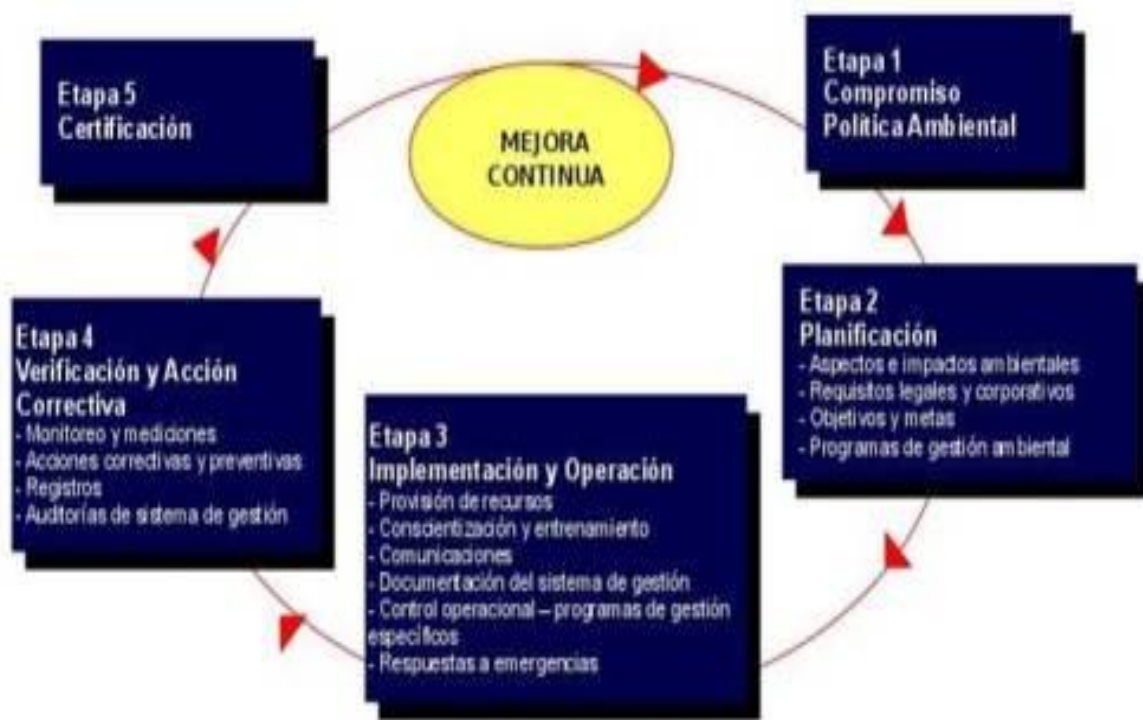 Etapa 5
Certificación
MEJORA
CONTINUA
Etapa 1
Compromiso
Política Ambiental
Etapa 2
Planificación
- Aspectos e impactos ambientales
- Requisitos legales y corporativos
- Objetivos y metas
- Programas de gestión ambiental
Etapa 3
Implementación y Operación
- Provisión de recursos
- Conscientización y entrenamiento
- Comunicaciones
- Documentación del sistema de gestión
- Control operacional – programas de gestión
específicos
- Respuestas a emergencias
Etapa 4
Verificación y Acción
Correctiva
- Monitoreo y mediciones
- Acciones correctivas y preventivas
- Registros
- Auditorías de sistema de gestión